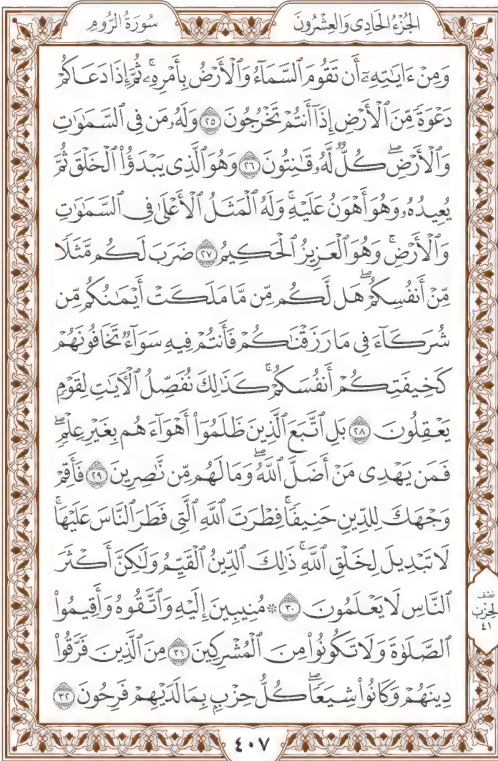 الجُزْءُ الحَادِى وَالعِشْرُونَ
سُورَةُ الرُّومِ
وَمِنْ ءَايَٰتِهِۦٓ أَن تَقُومَ ٱلسَّمَآءُ وَٱلْأَرْضُ بِأَمْرِهِۦۚ ثُمَّ إِذَا دَعَاكُمْ
دَعْوَةً مِّنَ ٱلْأَرْضِ إِذَآ أَنتُمْ تَخْرُجُونَ ٢٥ وَلَهُۥ مَن فِى ٱلسَّمَٰوَٰتِ
وَٱلْأَرْضِۖ كُلٌّ لَّهُۥ قَٰنِتُونَ ٢٦ وَهُوَ ٱلَّذِى يَبْدَؤُا۟ ٱلْخَلْقَ ثُمَّ
يُعِيدُهُۥ وَهُوَ أَهْوَنُ عَلَيْهِۚ وَلَهُ ٱلْمَثَلُ ٱلْأَعْلَىٰ فِى ٱلسَّمَٰوَٰتِ
وَٱلْأَرْضِۚ وَهُوَ ٱلْعَزِيزُ ٱلْحَكِيمُ ٢٧ ضَرَبَ لَكُم مَّثَلًا
مِّنْ أَنفُسِكُمْۖ هَل لَّكُم مِّن مَّا مَلَكَتْ أَيْمَٰنُكُم مِّن
شُرَكَآءَ فِى مَا رَزَقْنَٰكُمْ فَأَنتُمْ فِيهِ سَوَآءٌ تَخَافُونَهُمْ
كَخِيفَتِكُمْ أَنفُسَكُمْۚ كَذَٰلِكَ نُفَصِّلُ ٱلْءَايَٰتِ لِقَوْمٍ
يَعْقِلُونَ ٢٨ بَلِ ٱتَّبَعَ ٱلَّذِينَ ظَلَمُوٓا۟ أَهْوَآءَهُم بِغَيْرِ عِلْمٍۖ
فَمَن يَهْدِى مَنْ أَضَلَّ ٱللَّهُۖ وَمَا لَهُم مِّن نَّٰصِرِينَ ٢٩ فَأَقِمْ
وَجْهَكَ لِلدِّينِ حَنِيفًاۚ فِطْرَتَ ٱللَّهِ ٱلَّتِى فَطَرَ ٱلنَّاسَ عَلَيْهَاۚ
لَا تَبْدِيلَ لِخَلْقِ ٱللَّهِۚ ذَٰلِكَ ٱلدِّينُ ٱلْقَيِّمُ وَلَٰكِنَّ أَكْثَرَ
ٱلنَّاسِ لَا يَعْلَمُونَ ٣٠ ۞ مُنِيبِينَ إِلَيْهِ وَٱتَّقُوهُ وَأَقِيمُوا۟
ٱلصَّلَوٰةَ وَلَا تَكُونُوا۟ مِنَ ٱلْمُشْرِكِينَ ٣١ مِنَ ٱلَّذِينَ فَرَّقُوا۟
دِينَهُمْ وَكَانُوا۟ شِيَعًاۖ كُلُّ حِزْبٍۭ بِمَا لَدَيْهِمْ فَرِحُونَ ٣٢
نصف
الحزب
٤١
٤٠٧